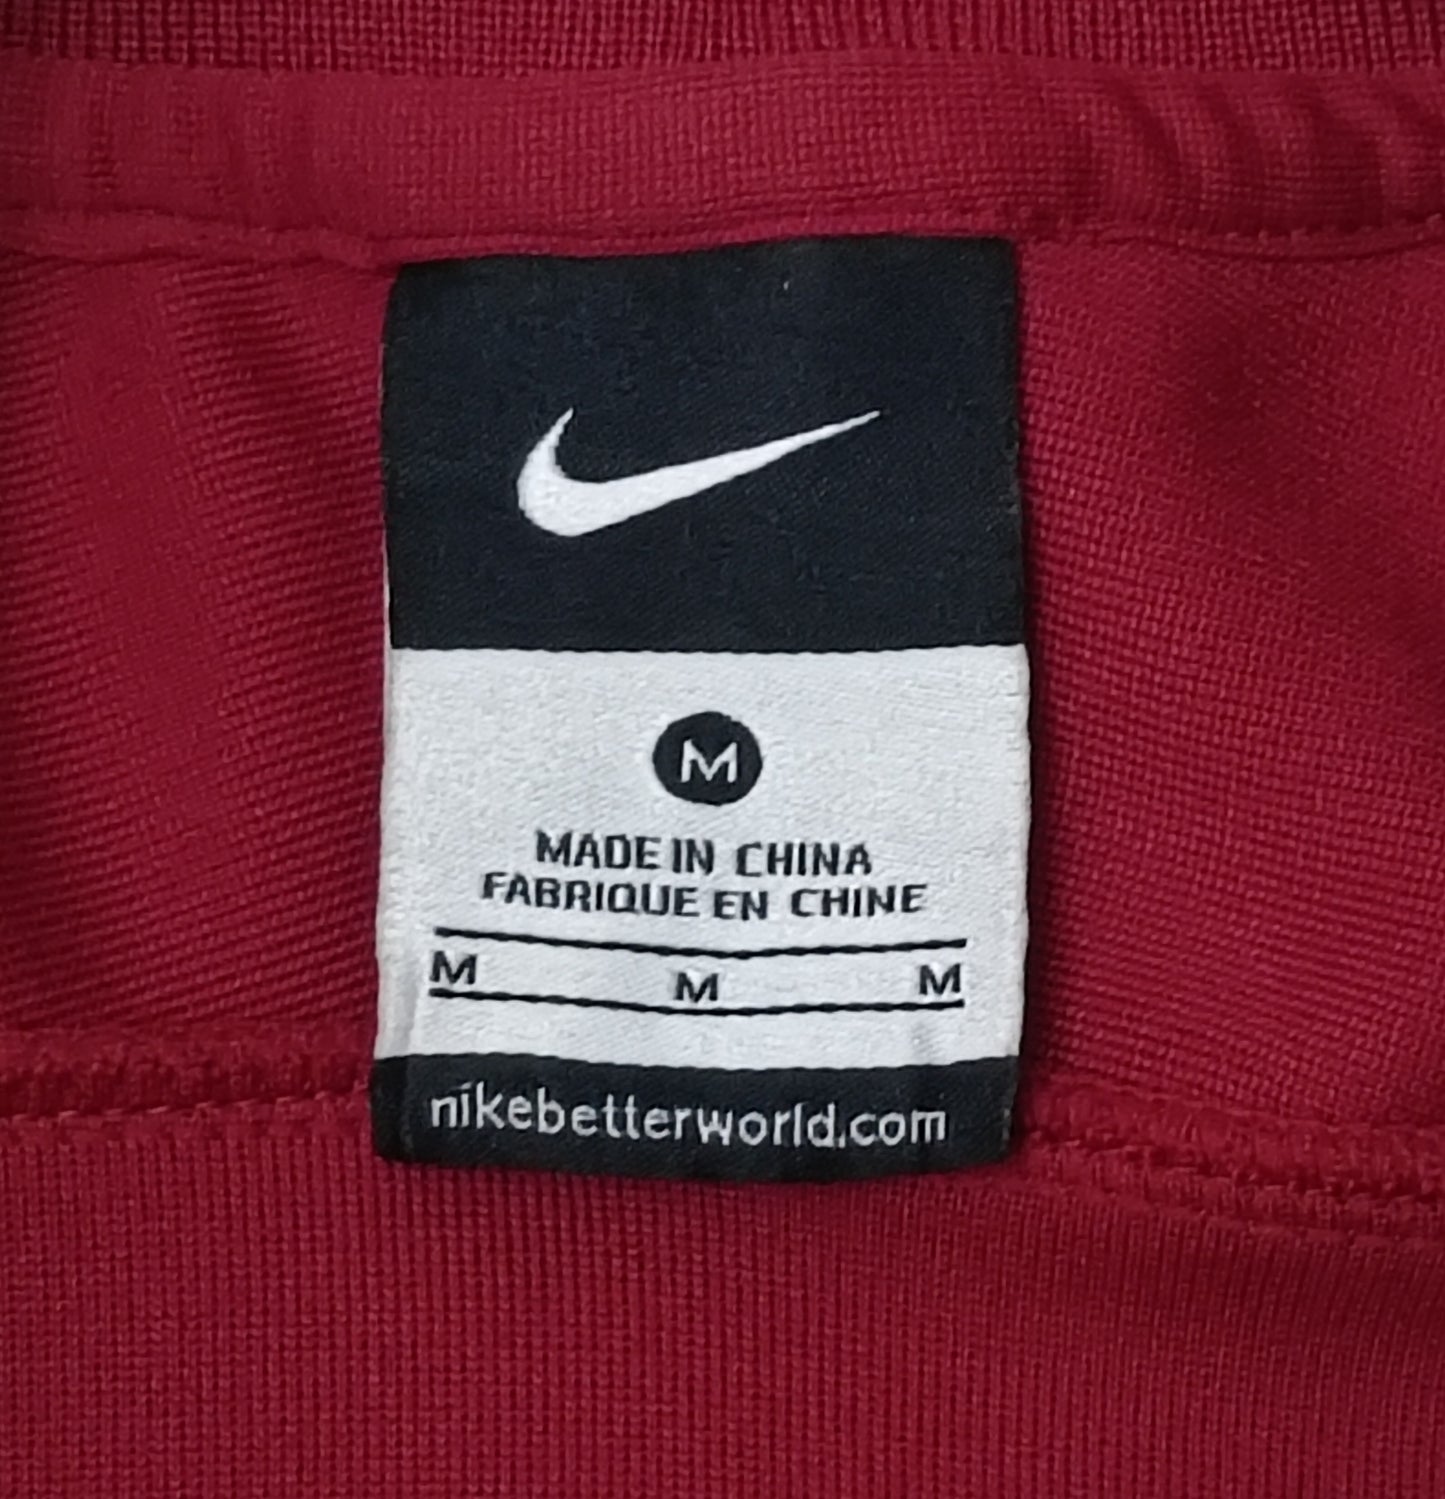 M
MADE IN CHINA
FABRIQUE EN CHINE
M M M
nikebetterworld.com